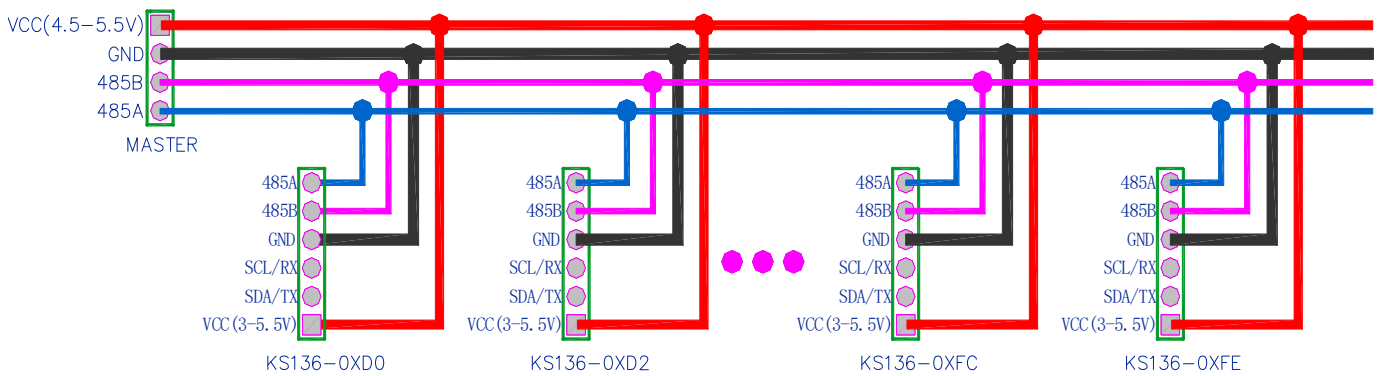 VCC(4.5-5.5V)
GND
485B
485A
MASTER
485A
485B
GND
SCL/RX
SDA/TX
VCC(3-5.5V)
KS136-0XD0
485A
485B
GND
SCL/RX
SDA/TX
VCC(3-5.5V)
KS136-0XD2
485A
485B
GND
SCL/RX
SDA/TX
VCC(3-5.5V)
KS136-0XFC
485A
485B
GND
SCL/RX
SDA/TX
VCC(3-5.5V)
KS136-0XFE